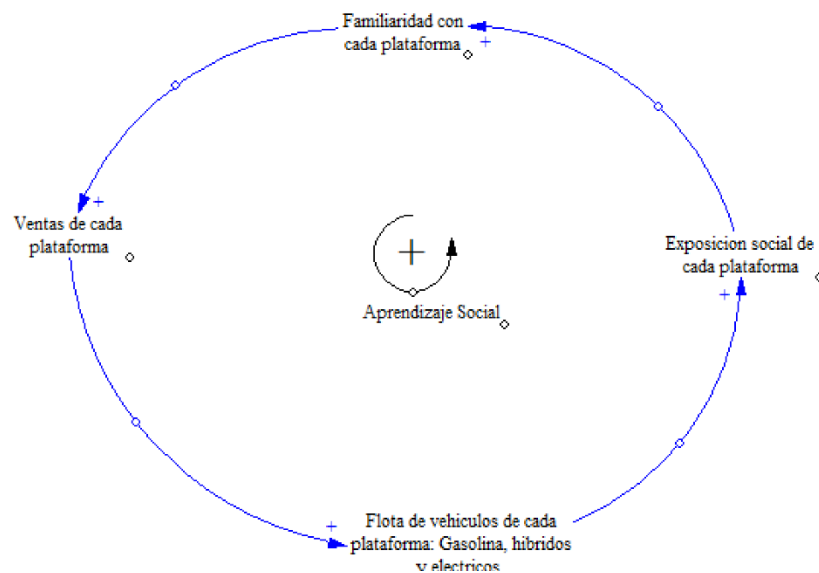 Familiaridad con
cada plataforma
+
+
Ventas de cada
plataforma
+
Aprendizaje Social
Exposicion social de
cada plataforma
+
+
Flota de vehiculos de cada
plataforma: Gasolina, hibridos
y electricos